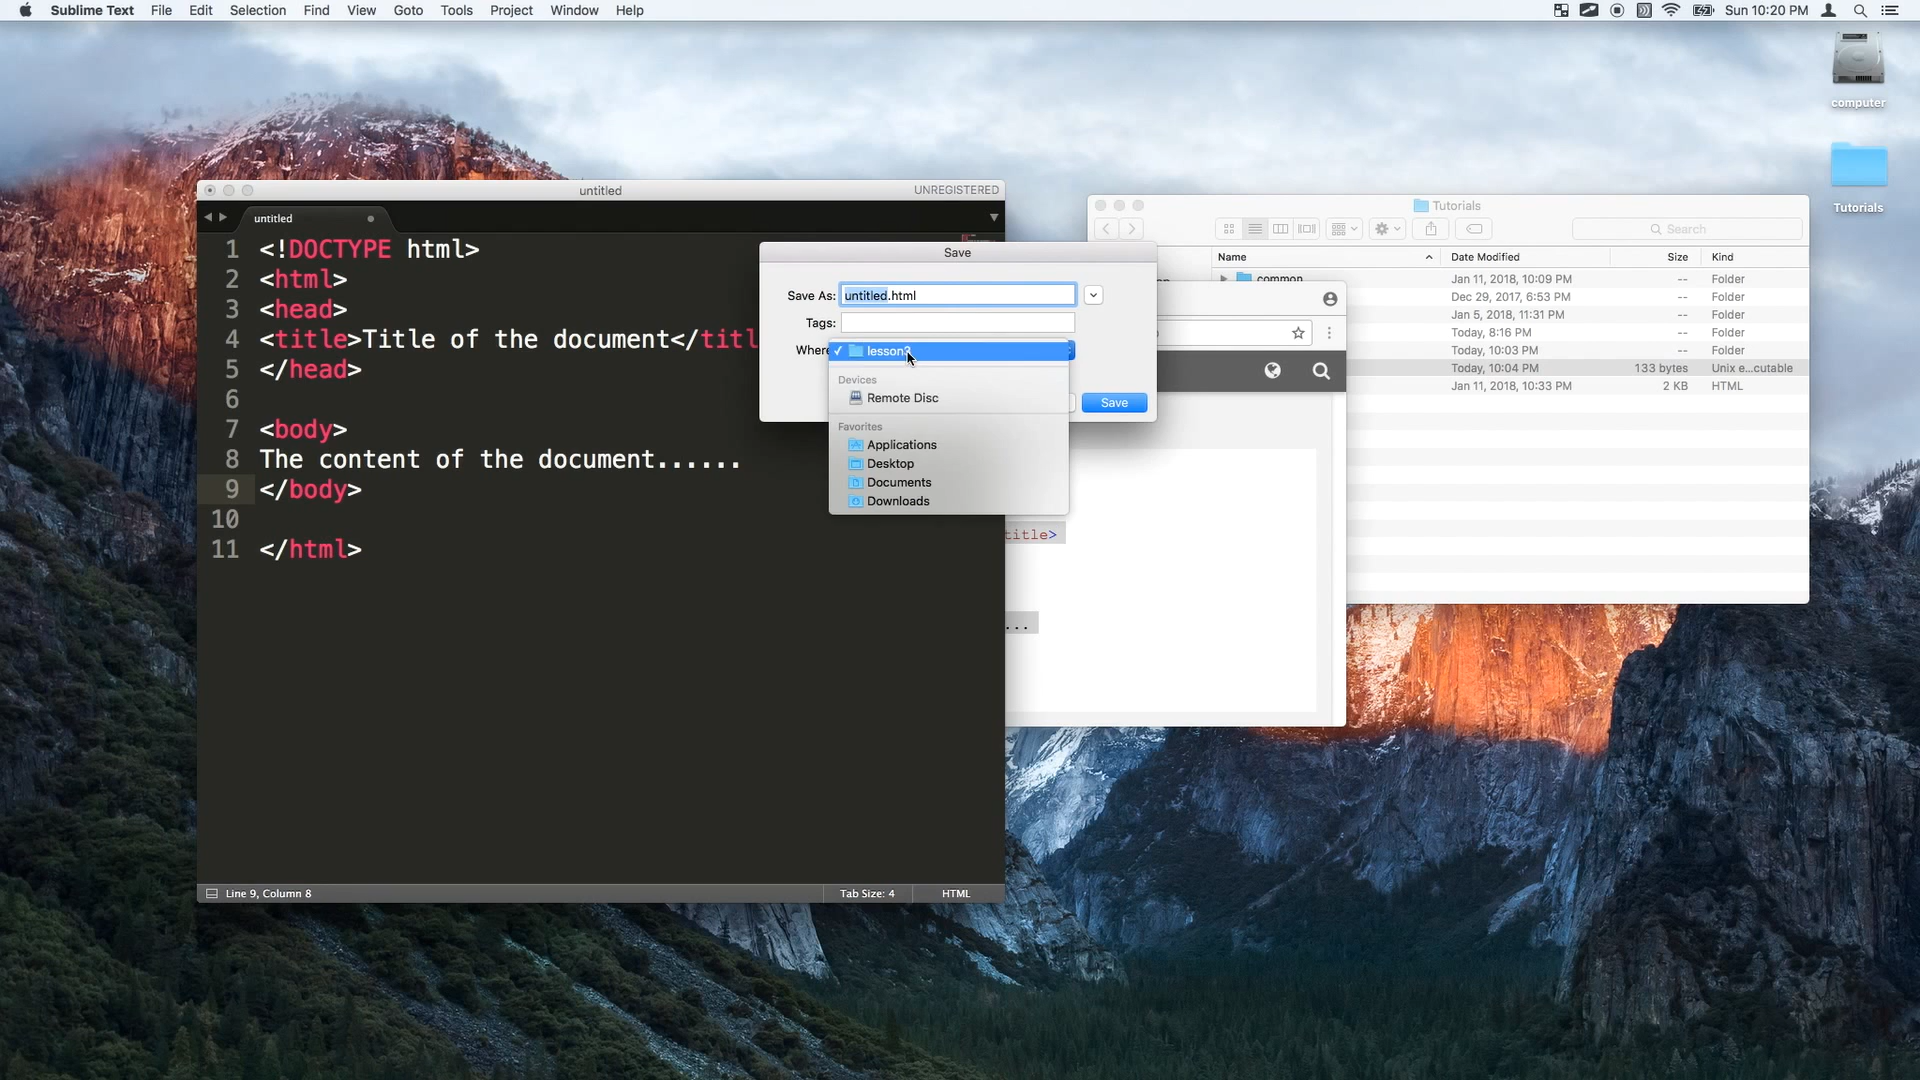 Sublime Text File Edit Selection Find View Goto Tools Project Window Help Sun 10:20 PM
computer
Tutorials
untitled UNREGISTERED
untitled
1 <!DOCTYPE html>
2 <html>
3 <head>
4 <title>Title of the document</titl
5 </head>
6
7 <body>
8 The content of the document......
9 </body>
10
11 </html>
Line 9, Column 8 Tab Size: 4 HTML
Save
Save As: untitled.html
Tags:
Where
Devices
Remote Disc
Save
Favorites
Applications
Desktop
Documents
Downloads
title>
...
Tutorials
Search
Name Date Modified Size Kind
common Jan 11, 2018, 10:09 PM -- Folder
Dec 29, 2017, 6:53 PM -- Folder
Jan 5, 2018, 11:31 PM -- Folder
Today, 8:16 PM -- Folder
Today, 10:03 PM -- Folder
Today, 10:04 PM 133 bytes Unix e...cutable
Jan 11, 2018, 10:33 PM 2 KB HTML